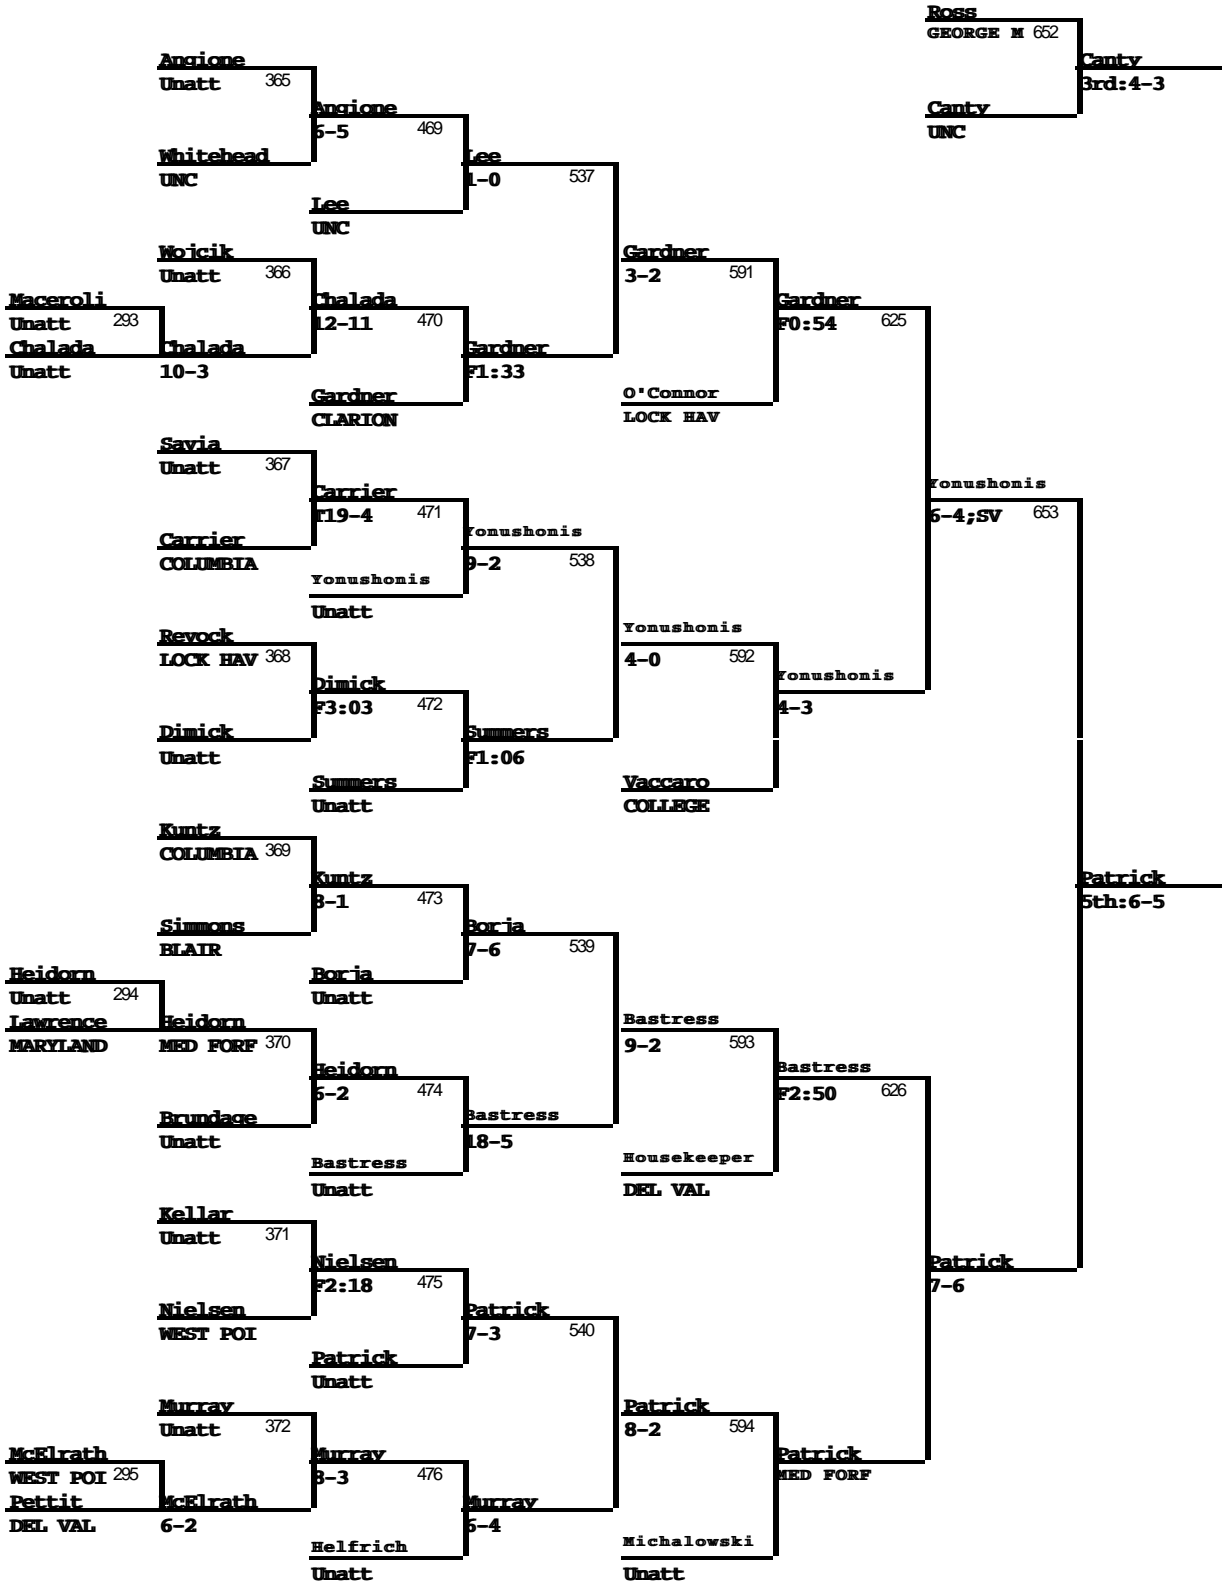 Ross
GEORGE M 652
Canty
3rd:4-3
Canty
UNC
Angione
Unatt 365
Angione
6-5 469
Whitehead
UNC
Lee
1-0 537
Lee
UNC
Wojcik
Unatt 366
Gardner
3-2 591
Maceroli
Unatt 293
Chalada
12-11 470
Gardner
F0:54 625
Chalada
Unatt
Chalada
10-3
Gardner
F1:33
Gardner
CLARION
O'Connor
LOCK HAV
Savia
Unatt 367
Carrier
T19-4 471
Yonushonis
6-4;SV 653
Carrier
COLUMBIA
Yonushonis
9-2 538
Yonushonis
Unatt
Revock
LOCK HAV 368
Yonushonis
4-0 592
Dimick
F3:03 472
Yonushonis
4-3
Dimick
Unatt
Summers
F1:06
Summers
Unatt
Vaccaro
COLLEGE
Kuntz
COLUMBIA 369
Kuntz
8-1 473
Patrick
5th:6-5
Simmons
BLAIR
Borja
7-6 539
Heidorn
Unatt 294
Borja
Unatt
Lawrence
MARYLAND
Heidorn
MED FORF 370
Bastress
9-2 593
Heidorn
6-2 474
Bastress
F2:50 626
Brundage
Unatt
Bastress
18-5
Bastress
Unatt
Housekeeper
DEL VAL
Kellar
Unatt 371
Nielsen
F2:18 475
Patrick
7-6
Nielsen
WEST POI
Patrick
7-3 540
Patrick
Unatt
Murray
Unatt 372
Patrick
8-2 594
McElrath
WEST POI 295
Murray
8-3 476
Patrick
MED FORF
Pettit
DEL VAL
McElrath
6-2
Murray
6-4
Helfrich
Unatt
Michalowski
Unatt